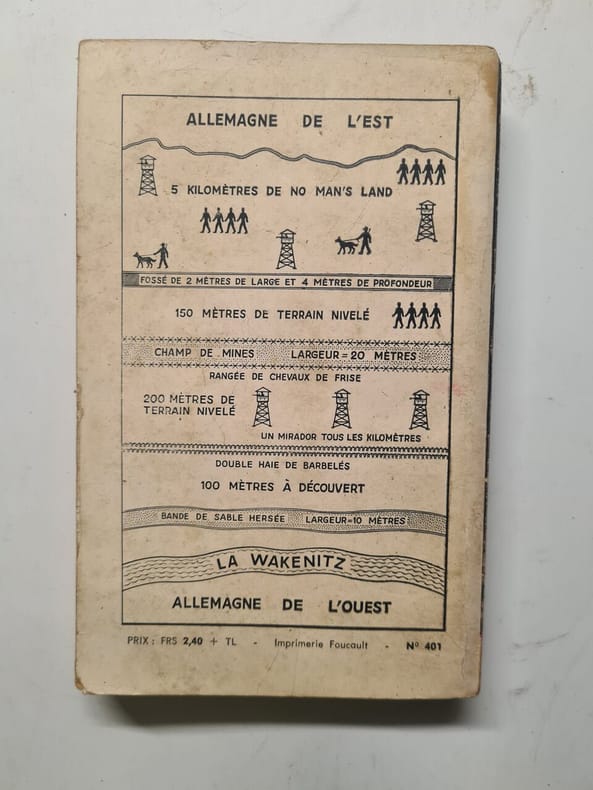 ALLEMAGNE DE L'EST
5 KILOMÈTRES DE NO MAN'S LAND
FOSSÉ DE 2 MÈTRES DE LARGE ET 4 MÈTRES DE PROFONDEUR
150 MÈTRES DE TERRAIN NIVELÉ
CHAMP DE MINES LARGEUR = 20 MÈTRES
RANGÉE DE CHEVAUX DE FRISE
200 MÈTRES DE
TERRAIN NIVELÉ
UN MIRADOR TOUS LES KILOMÈTRES
DOUBLE HAIE DE BARBELÉS
100 MÈTRES À DÉCOUVERT
BANDE DE SABLE HERSÉE LARGEUR=10 MÈTRES
LA WAKENITZ
ALLEMAGNE DE L'OUEST
PRIX : FRS 2,40 + TL - Imprimerie Foucault - Nº 401